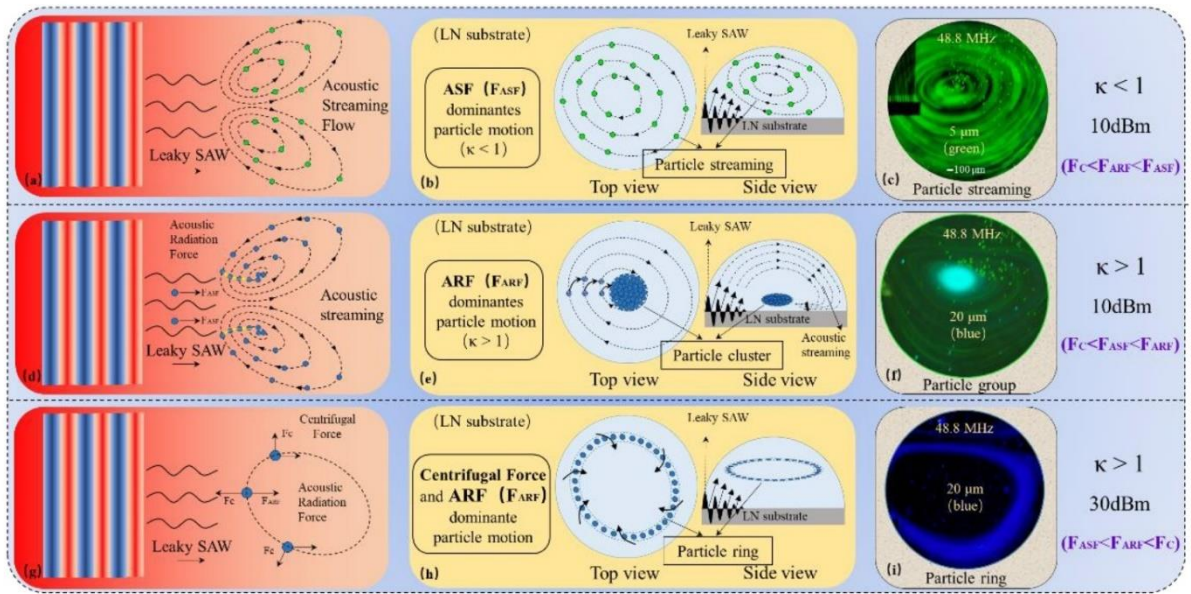 (a)
Leaky SAW
Acoustic
Streaming
Flow
(LN substrate)
ASF (FASF)
dominantes
particle motion
(κ < 1)
(b)
Top view
Leaky SAW
LN substrate
Particle streaming
Side view
48.8 MHz
5 μm
(green)
100μm
(c)
Particle streaming
κ < 1
10dBm
(FC<FARF<FASF)
Acoustic
Radiation
Force
FASF
FASF
Leaky SAW
(d)
Acoustic
streaming
(LN substrate)
ARF (FARF)
dominantes
particle motion
(κ > 1)
(e)
Top view
Leaky SAW
LN substrate
Particle cluster
Acoustic
streaming
Side view
48.8 MHz
20 μm
(blue)
(f)
Particle group
κ > 1
10dBm
(FC<FASF<FARF)
Centrifugal
Force
Fc
Fc
FASF
Acoustic
Radiation
Force
Fc
Leaky SAW
(g)
(LN substrate)
Centrifugal Force
and ARF (FARF)
dominante
particle motion
(h)
Top view
Leaky SAW
LN substrate
Particle ring
Side view
48.8 MHz
20 μm
(blue)
(i)
Particle ring
κ > 1
30dBm
(FASF<FARF<FC)